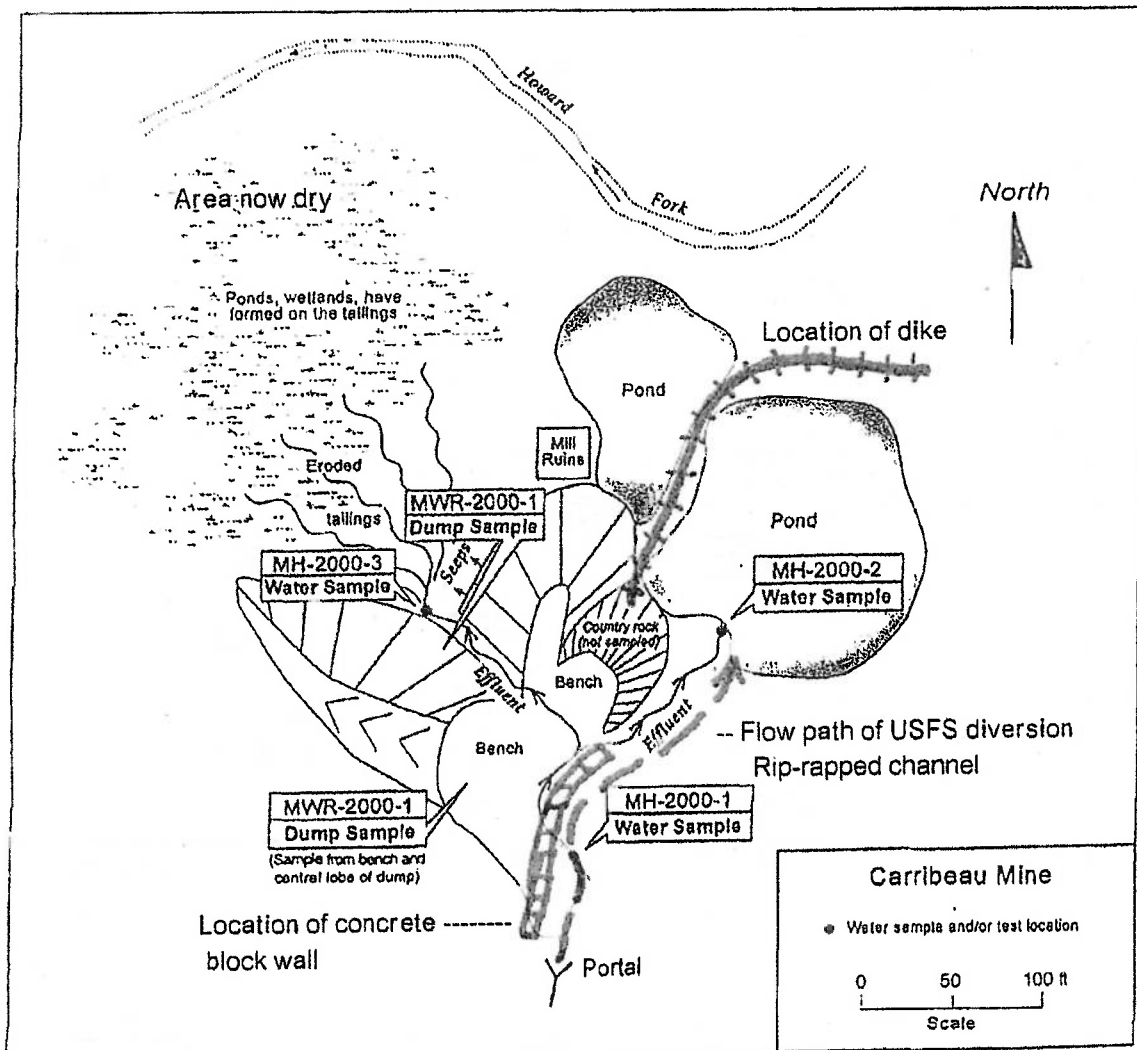 Howard
Fork
Area now dry
North
Ponds, wetlands, have
formed on the tailings
Location of dike
Pond
Mill
Ruins
Eroded
tailings
MWR-2000-1
Dump Sample
Pond
Seeps
MH-2000-3
Water Sample
MH-2000-2
Water Sample
Country rock
(not sampled)
Bench
Effluent
Effluent
Bench
-- Flow path of USFS diversion
Rip-rapped channel
MWR-2000-1
Dump Sample
(Sample from bench and
central lobe of dump)
MH-2000-1
Water Sample
Location of concrete -------
block wall
Portal
Carribeau Mine
Water sample and/or test location
0 50 100 ft
Scale